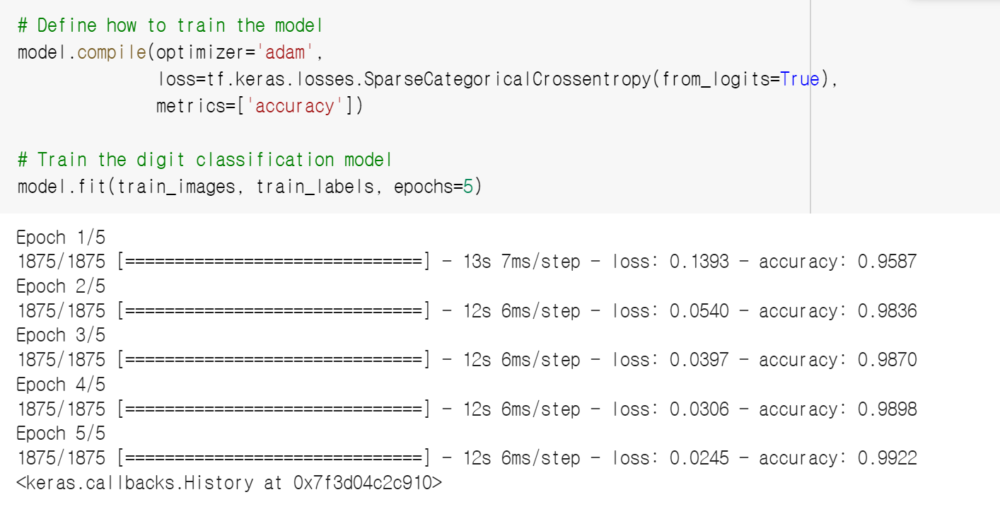 # Define how to train the model
model.compile(optimizer='adam',
              loss=tf.keras.losses.SparseCategoricalCrossentropy(from_logits=True),
              metrics=['accuracy'])
# Train the digit classification model
model.fit(train_images, train_labels, epochs=5)
Epoch 1/5
1875/1875 [==============================] - 13s 7ms/step - loss: 0.1393 - accuracy: 0.9587
Epoch 2/5
1875/1875 [==============================] - 12s 6ms/step - loss: 0.0540 - accuracy: 0.9836
Epoch 3/5
1875/1875 [==============================] - 12s 6ms/step - loss: 0.0397 - accuracy: 0.9870
Epoch 4/5
1875/1875 [==============================] - 12s 6ms/step - loss: 0.0306 - accuracy: 0.9898
Epoch 5/5
1875/1875 [==============================] - 12s 6ms/step - loss: 0.0245 - accuracy: 0.9922
<keras.callbacks.History at 0x7f3d04c2c910>